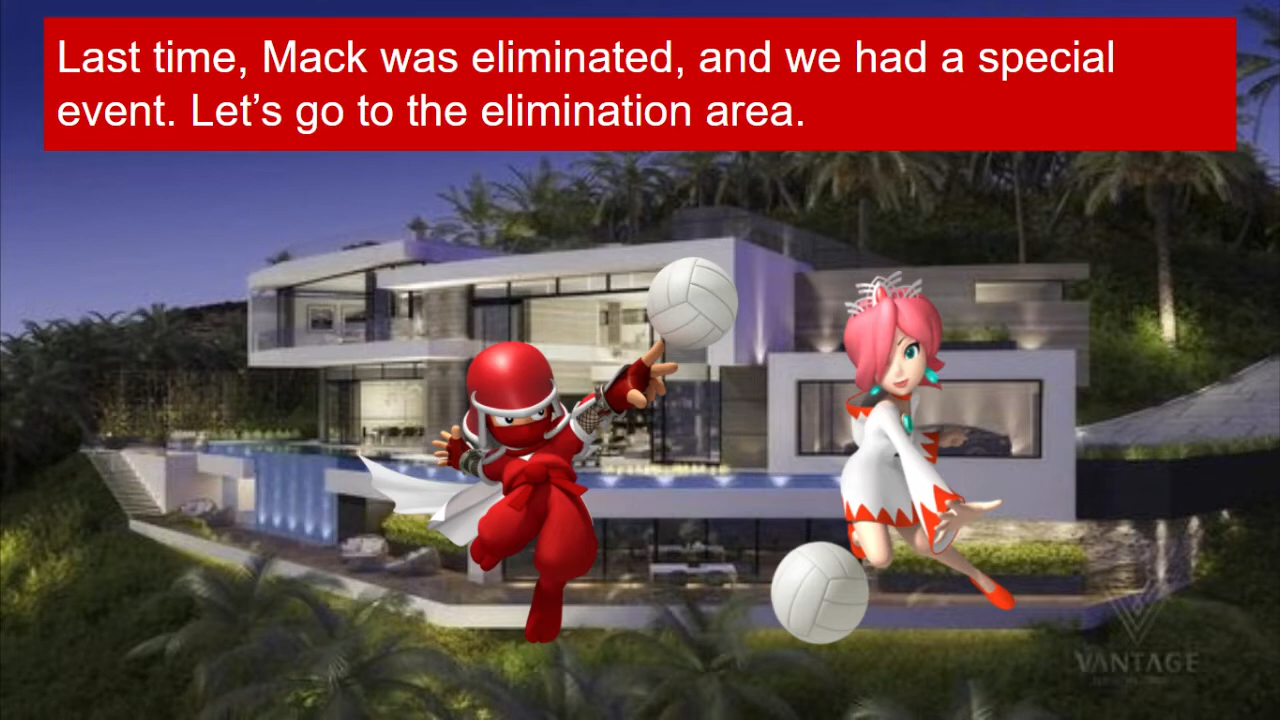 Last time, Mack was eliminated, and we had a special
event. Let’s go to the elimination area.
VANTAGE